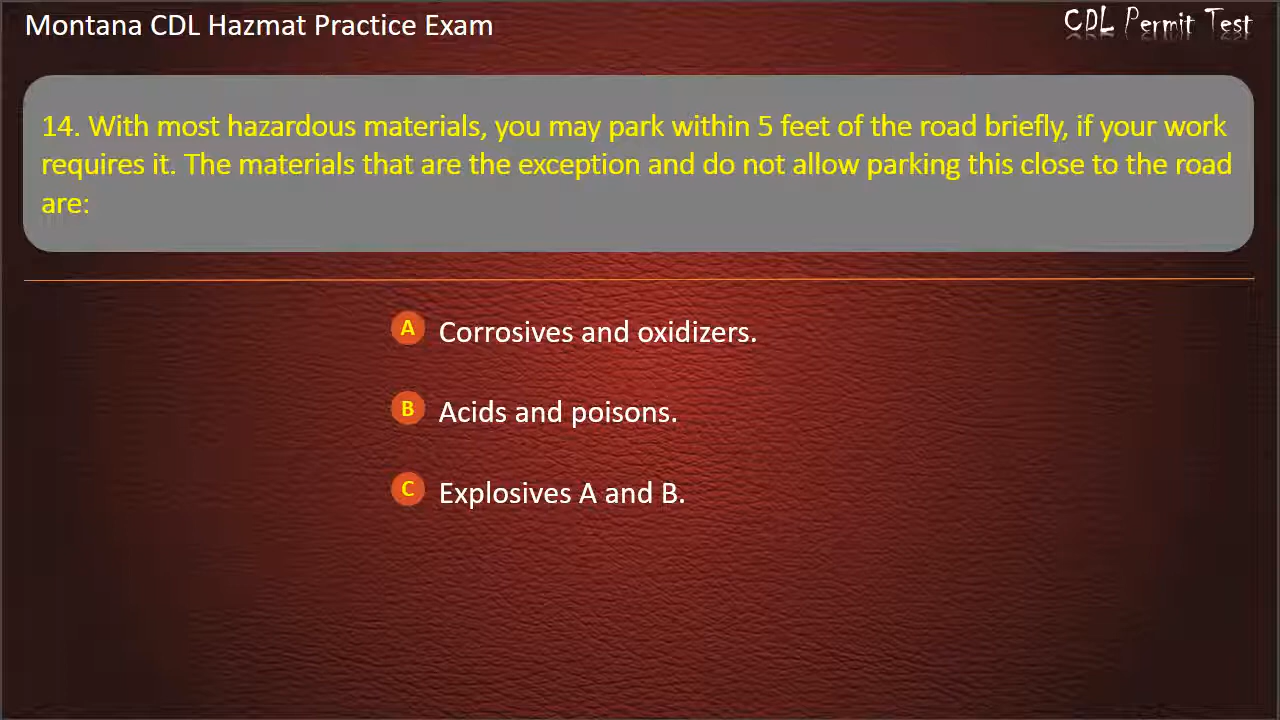 Montana CDL Hazmat Practice Exam
CDL Permit Test
14. With most hazardous materials, you may park within 5 feet of the road briefly, if your work
requires it. The materials that are the exception and do not allow parking this close to the road
are:
A Corrosives and oxidizers.
B Acids and poisons.
C Explosives A and B.